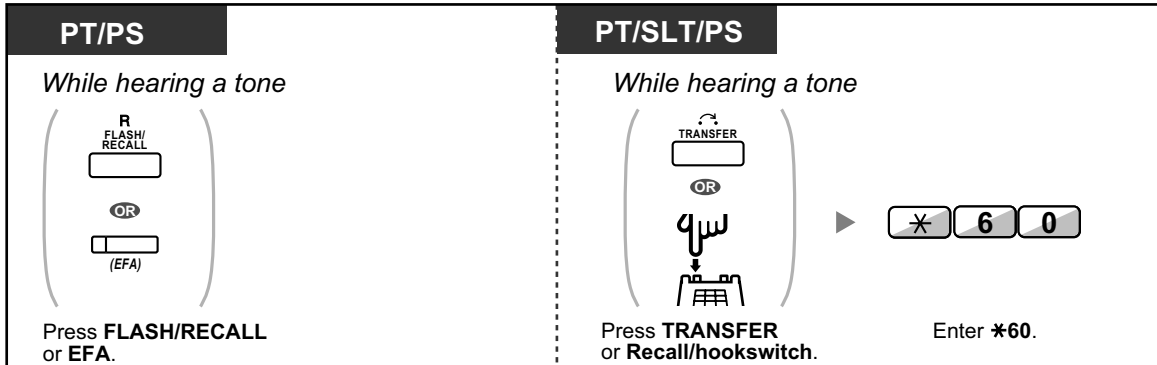 PT/PS
While hearing a tone
R
FLASH/
RECALL
OR
(EFA)
Press FLASH/RECALL
or EFA.
PT/SLT/PS
While hearing a tone
TRANSFER
OR
Press TRANSFER
or Recall/hookswitch.
* 6 0
Enter *60.